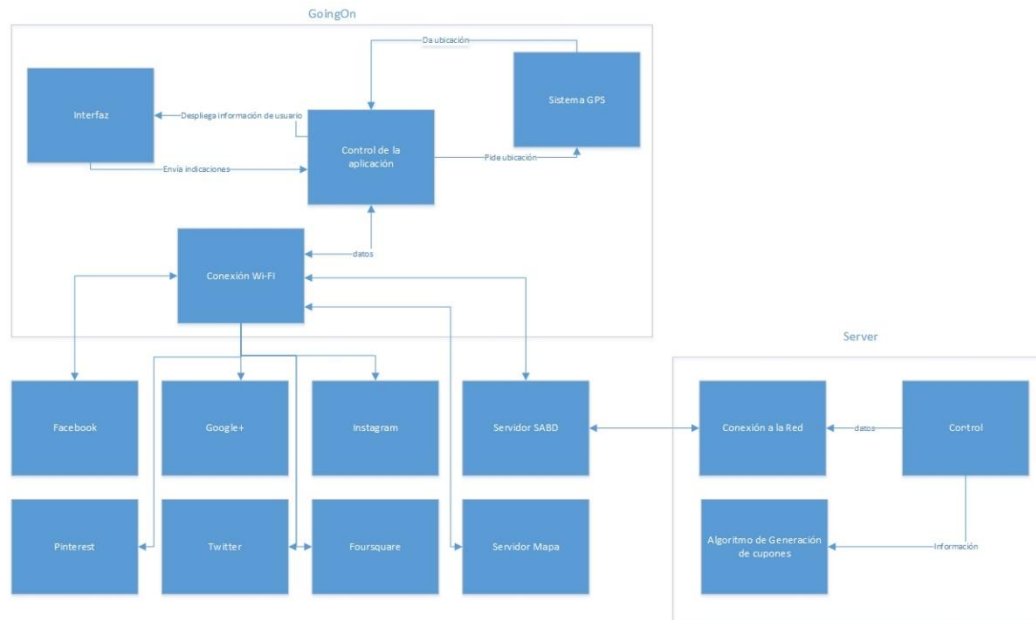 GoingOn
Da ubicación
Interfaz
Sistema GPS
Despliega información de usuario
Control de la
aplicación
Pide ubicación
Envía indicaciones
datos
Conexión Wi-FI
Server
Facebook
Google+
Instagram
Servidor SABD
Conexión a la Red
datos
Control
Pinterest
Twitter
Foursquare
Servidor Mapa
Algoritmo de Generación
de cupones
Información